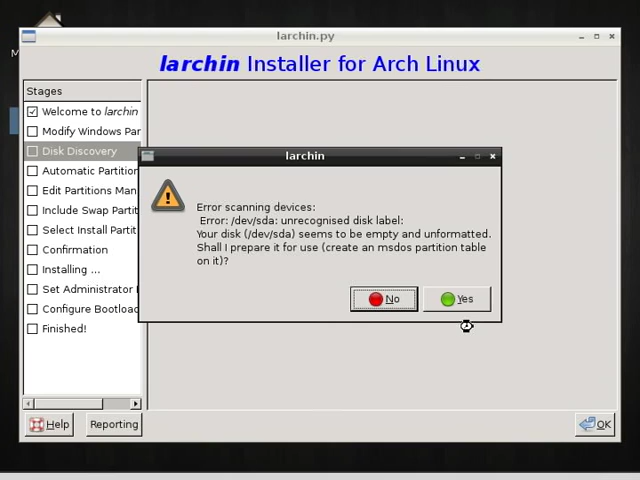 M
larchin.py
larchin Installer for Arch Linux
Stages
Welcome to larchin
Modify Windows Par
Disk Discovery
Automatic Partition
Edit Partitions Man
Include Swap Partit
Select Install Partit
Confirmation
Installing ...
Set Administrator
Configure Bootloac
Finished!
larchin
Error scanning devices:
Error: /dev/sda: unrecognised disk label:
Your disk (/dev/sda) seems to be empty and unformatted.
Shall I prepare it for use (create an msdos partition table
on it)?
No
Yes
Help
Reporting
OK